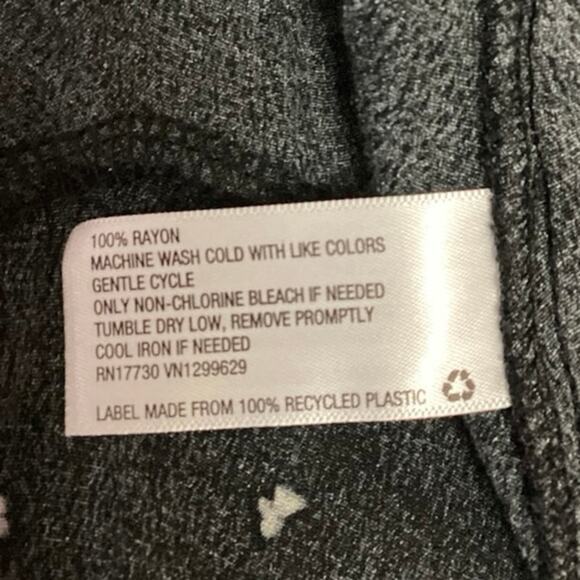 100% RAYON
MACHINE WASH COLD WITH LIKE COLORS
GENTLE CYCLE
ONLY NON-CHLORINE BLEACH IF NEEDED
TUMBLE DRY LOW, REMOVE PROMPTLY
COOL IRON IF NEEDED
RN17730 VN1299629
LABEL MADE FROM 100% RECYCLED PLASTIC